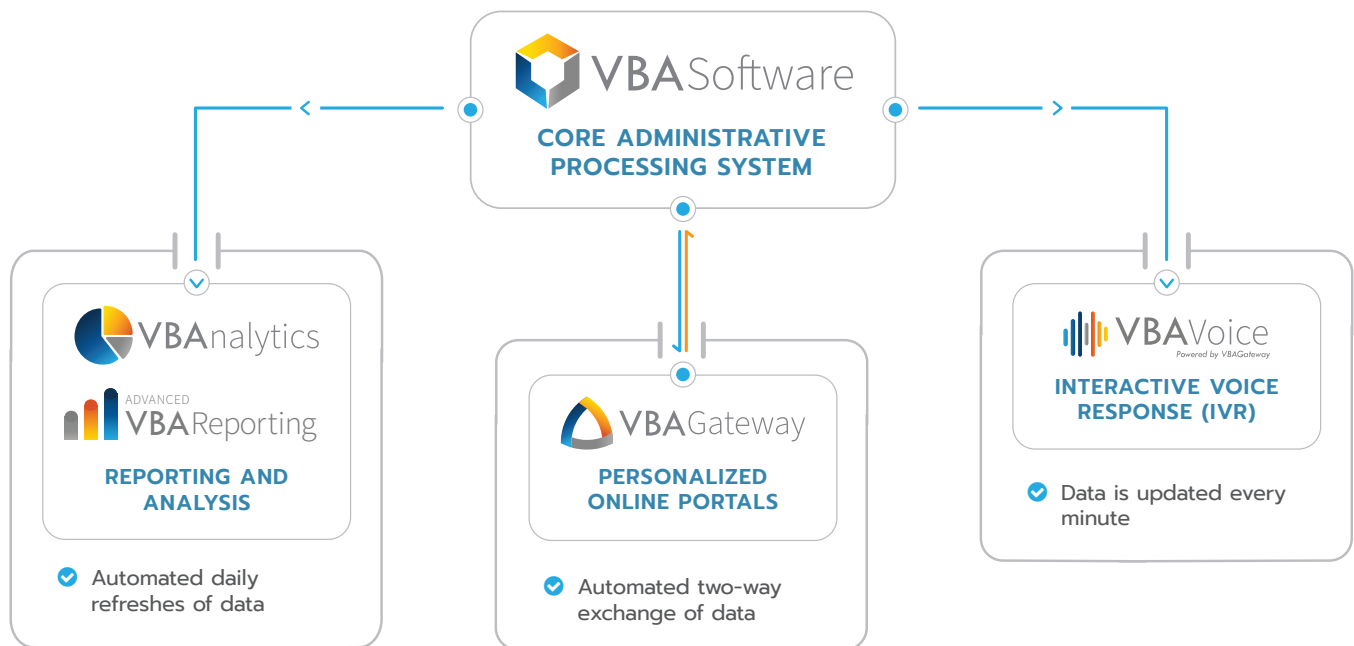 VBASoftware
CORE ADMINISTRATIVE
PROCESSING SYSTEM
VBAnalytics
ADVANCED
VBAReporting
REPORTING AND
ANALYSIS
Automated daily
refreshes of data
VBAGateway
PERSONALIZED
ONLINE PORTALS
Automated two-way
exchange of data
VBAVoice
Powered by VBAGateway
INTERACTIVE VOICE
RESPONSE (IVR)
Data is updated every
minute